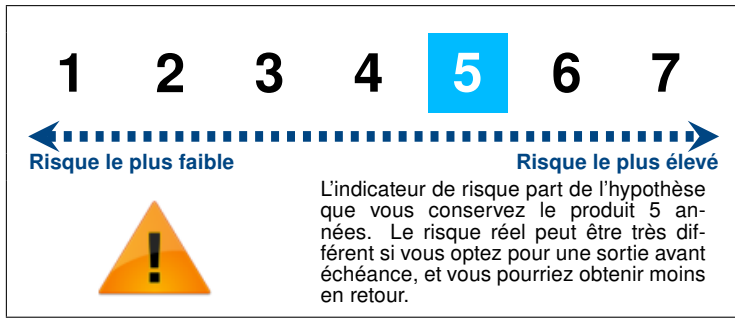 1 2 3 4 5 6 7
Risque le plus faible Risque le plus élevé
L'indicateur de risque part de l'hypothèse
que vous conservez le produit 5 an-
nées. Le risque réel peut être très dif-
férent si vous optez pour une sortie avant
échéance, et vous pourriez obtenir moins
en retour.